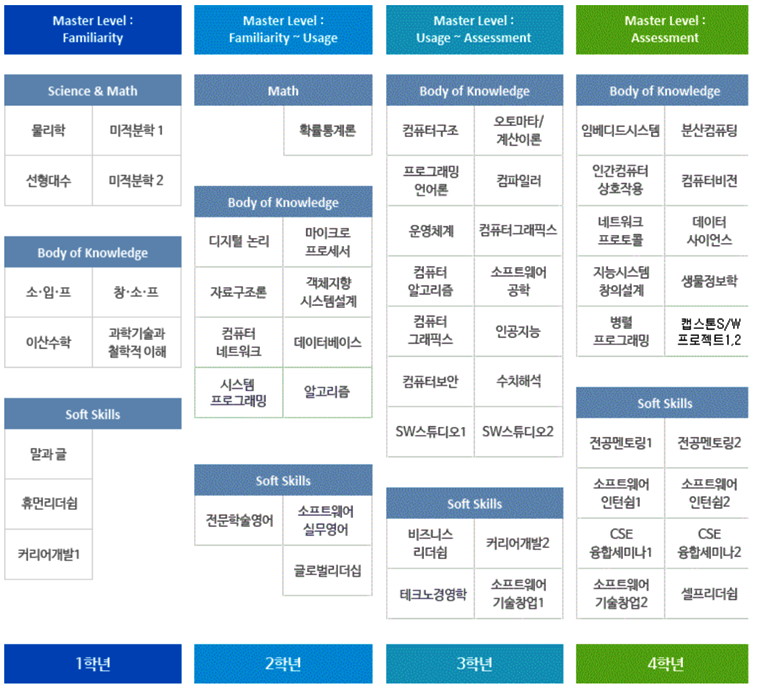 Master Level :
Familiarity
Science & Math
물리학
미적분학 1
선형대수
미적분학 2
Body of Knowledge
소·입·프
창·소·프
이산수학
과학기술과
철학적 이해
Soft Skills
말과 글
휴먼리더쉽
커리어개발1
1학년
Master Level :
Familiarity ~ Usage
Math
확률통계론
Body of Knowledge
디지털 논리
마이크로
프로세서
자료구조론
객체지향
시스템설계
컴퓨터
네트워크
데이터베이스
시스템
프로그래밍
알고리즘
Soft Skills
전문학술영어
소프트웨어
실무영어
글로벌리더십
2학년
Master Level :
Usage ~ Assessment
Body of Knowledge
컴퓨터구조
오토마타/
계산이론
프로그래밍
언어론
컴파일러
운영체계
컴퓨터그래픽스
컴퓨터
알고리즘
소프트웨어
공학
컴퓨터
그래픽스
인공지능
컴퓨터보안
수치해석
SW스튜디오1
SW스튜디오2
Soft Skills
비즈니스
리더쉽
커리어개발2
테크노경영학
소프트웨어
기술창업1
3학년
Master Level :
Assessment
Body of Knowledge
임베디드시스템
분산컴퓨팅
인간컴퓨터
상호작용
컴퓨터비전
네트워크
프로토콜
데이터
사이언스
지능시스템
창의설계
생물정보학
병렬
프로그래밍
캡스톤S/W
프로젝트1,2
Soft Skills
전공멘토링1
전공멘토링2
소프트웨어
인턴쉽1
소프트웨어
인턴쉽2
CSE
융합세미나1
CSE
융합세미나2
소프트웨어
기술창업2
셀프리더쉽
4학년